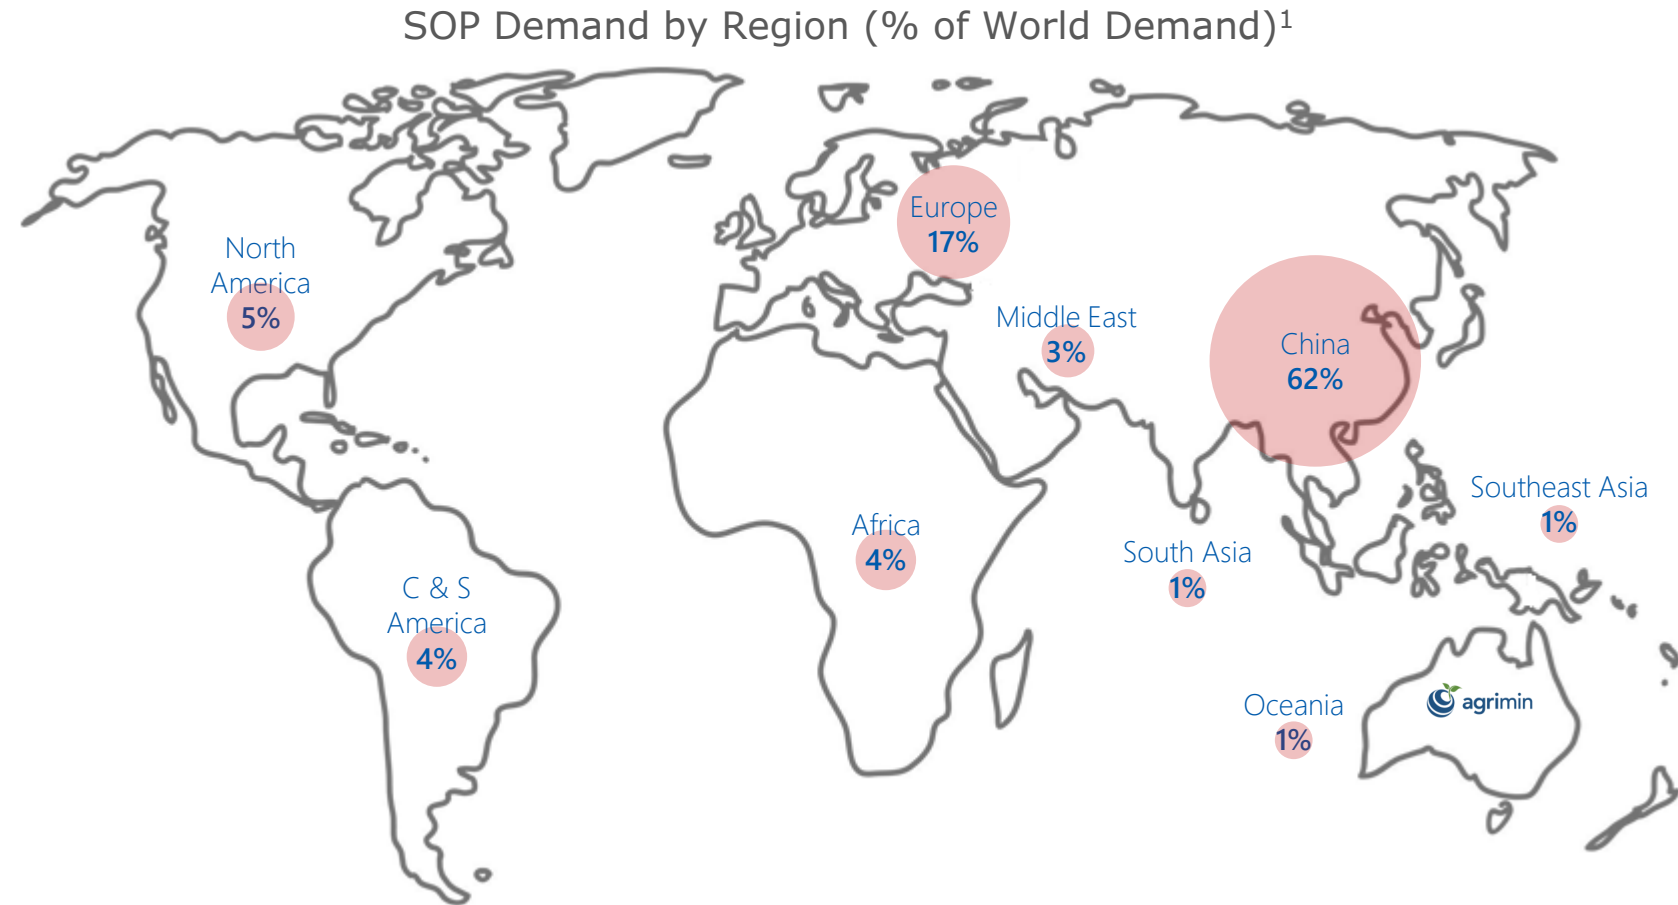 SOP Demand by Region (% of World Demand)¹
North
America
5%
Europe
17%
Middle East
3%
China
62%
Southeast Asia
1%
Africa
4%
South Asia
1%
C & S
America
4%
Oceania
1%
agrimin